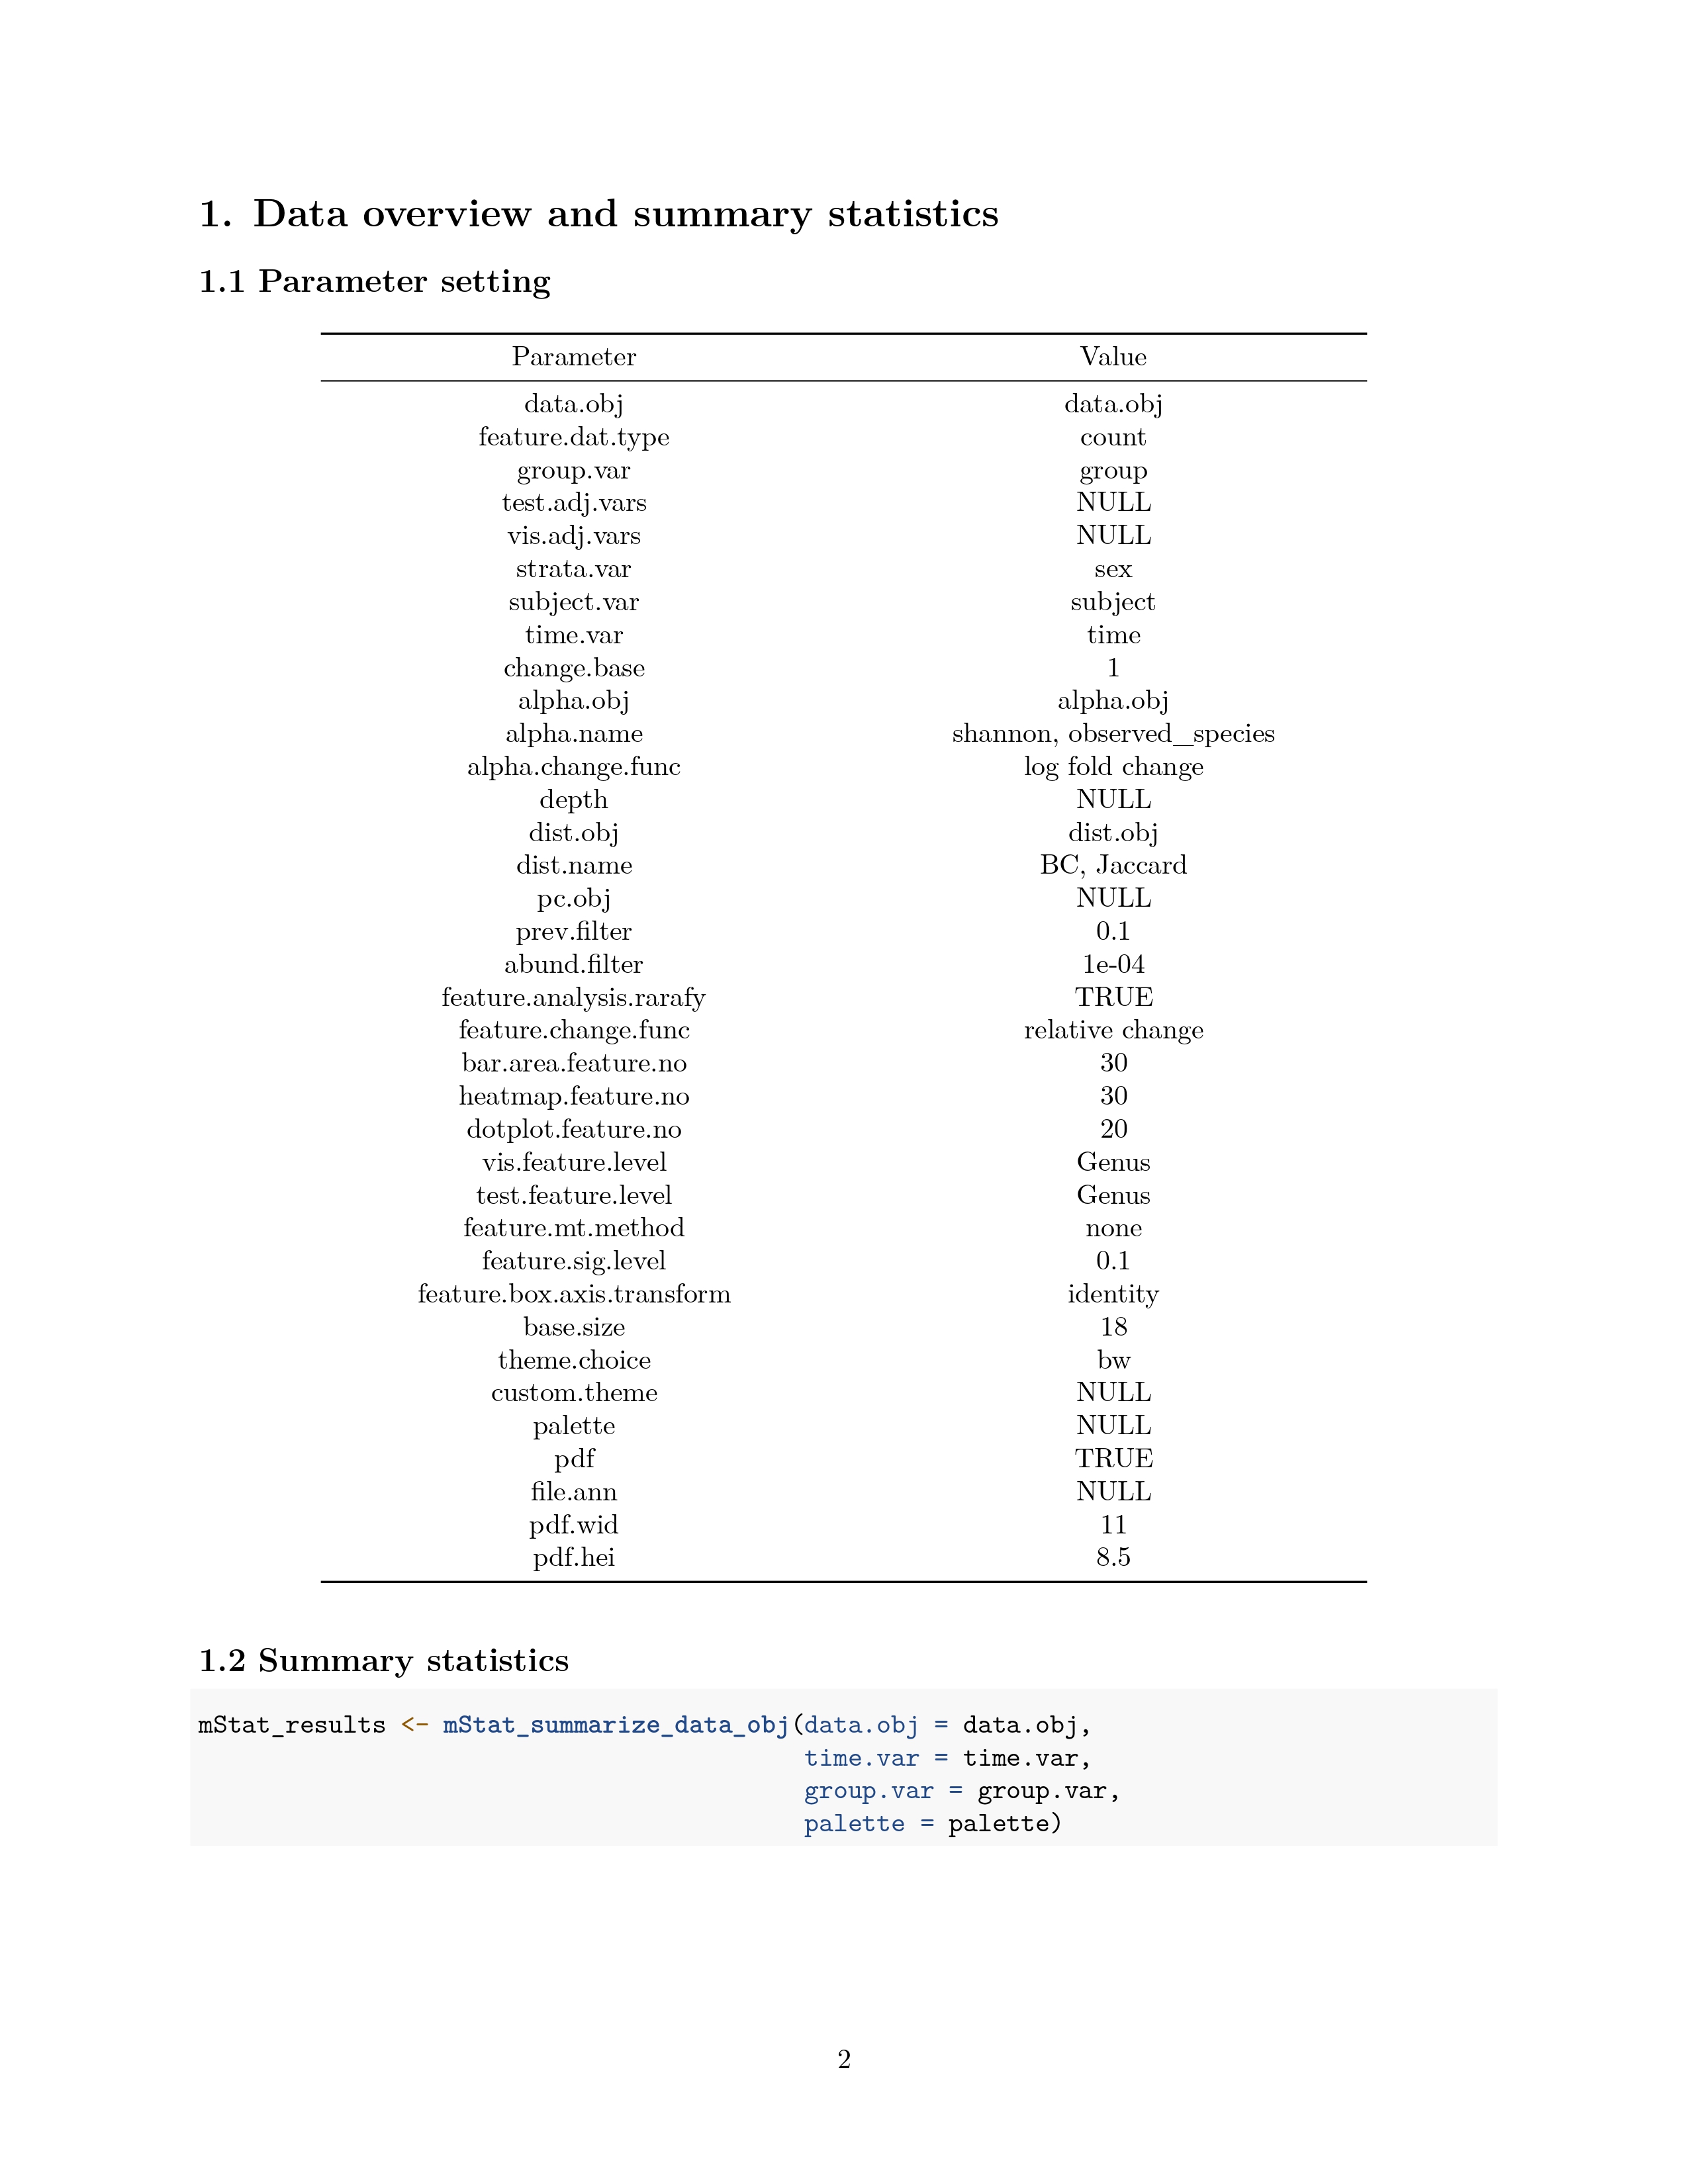 1. Data overview and summary statistics
1.1 Parameter setting
Parameter Value
data.obj data.obj
feature.dat.type count
group.var group
test.adj.vars NULL
vis.adj.vars NULL
strata.var sex
subject.var subject
time.var time
change.base 1
alpha.obj alpha.obj
alpha.name shannon, observed_species
alpha.change.func log fold change
depth NULL
dist.obj dist.obj
dist.name BC, Jaccard
pc.obj NULL
prev.filter 0.1
abund.filter 1e-04
feature.analysis.rarafy TRUE
feature.change.func relative change
bar.area.feature.no 30
heatmap.feature.no 30
dotplot.feature.no 20
vis.feature.level Genus
test.feature.level Genus
feature.mt.method none
feature.sig.level 0.1
feature.box.axis.transform identity
base.size 18
theme.choice bw
custom.theme NULL
palette NULL
pdf TRUE
file.ann NULL
pdf.wid 11
pdf.hei 8.5
1.2 Summary statistics
mStat_results <- mStat_summarize_data_obj(data.obj = data.obj,
time.var = time.var,
group.var = group.var,
palette = palette)
2